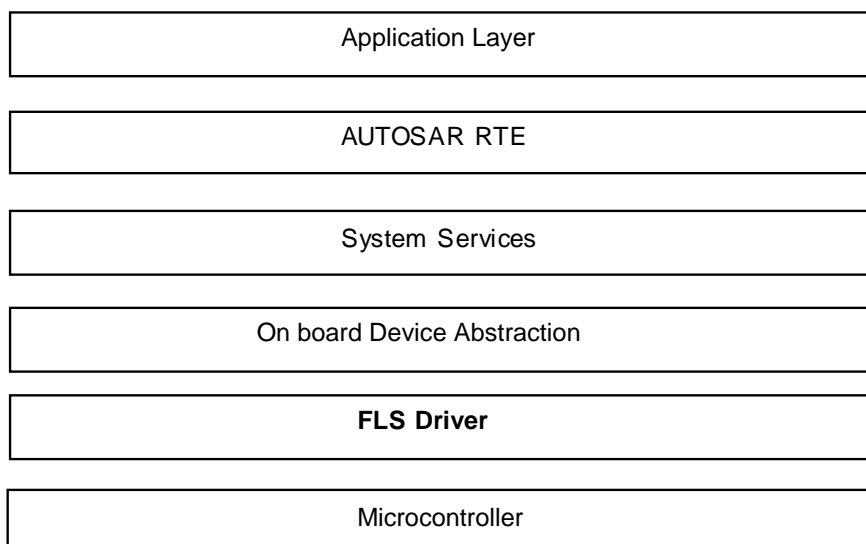 Application Layer
AUTOSAR RTE
System Services
On board Device Abstraction
FLS Driver
Microcontroller